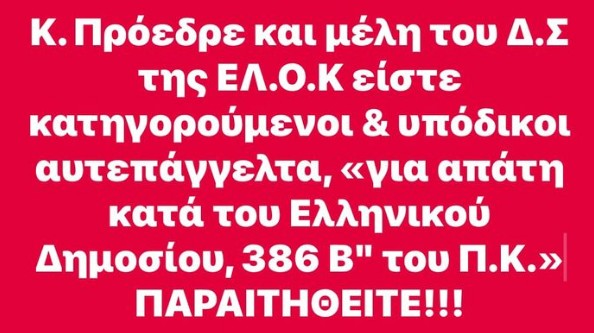 Κ. Πρόεδρε και μέλη του Δ.Σ
της ΕΛ.Ο.Κ είστε
κατηγορούμενοι & υπόδικοι
αυτεπάγγελτα, «για απάτη
κατά του Ελληνικού
Δημοσίου, 386 Β" του Π.Κ.»
ΠΑΡΑΙΤΗΘΕΙΤΕ!!!